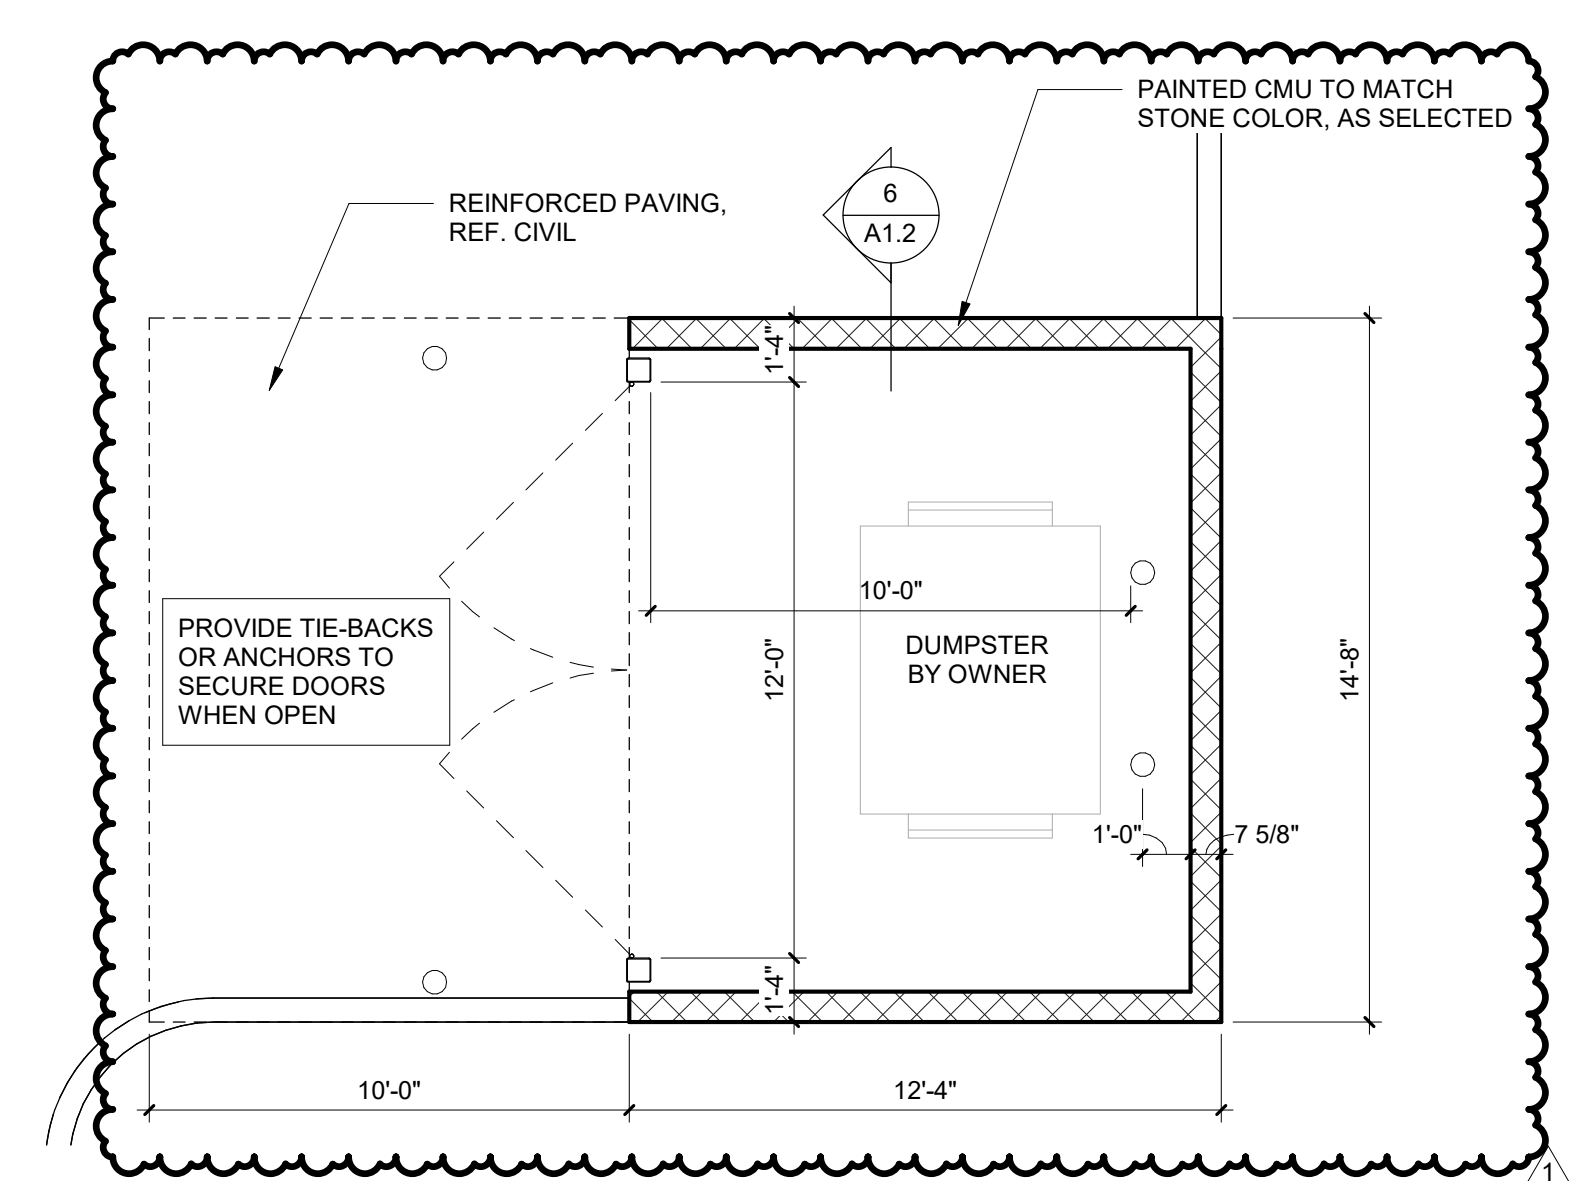 PAINTED CMU TO MATCH
STONE COLOR, AS SELECTED
REINFORCED PAVING,
REF. CIVIL
6
A1.2
1'-4"
10'-0"
PROVIDE TIE-BACKS
OR ANCHORS TO
SECURE DOORS
WHEN OPEN
DUMPSTER
BY OWNER
12'-0"
14'-8"
1'-0"
7 5/8"
1'-4"
10'-0"
12'-4"
1